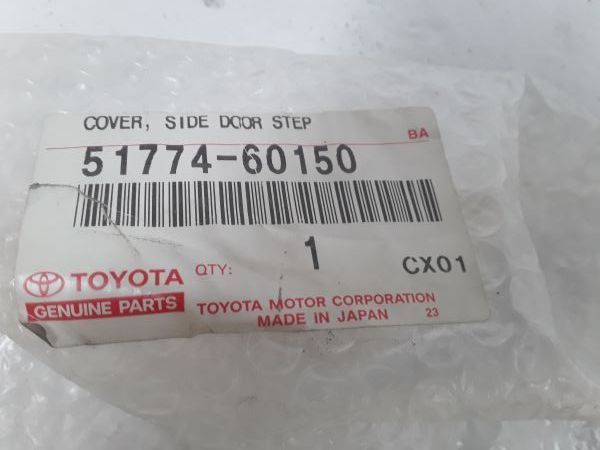 COVER, SIDE DOOR STEP
BA
51774-60150
TOYOTA
GENUINE PARTS
QTY: 1
CX01
TOYOTA MOTOR CORPORATION
MADE IN JAPAN 23